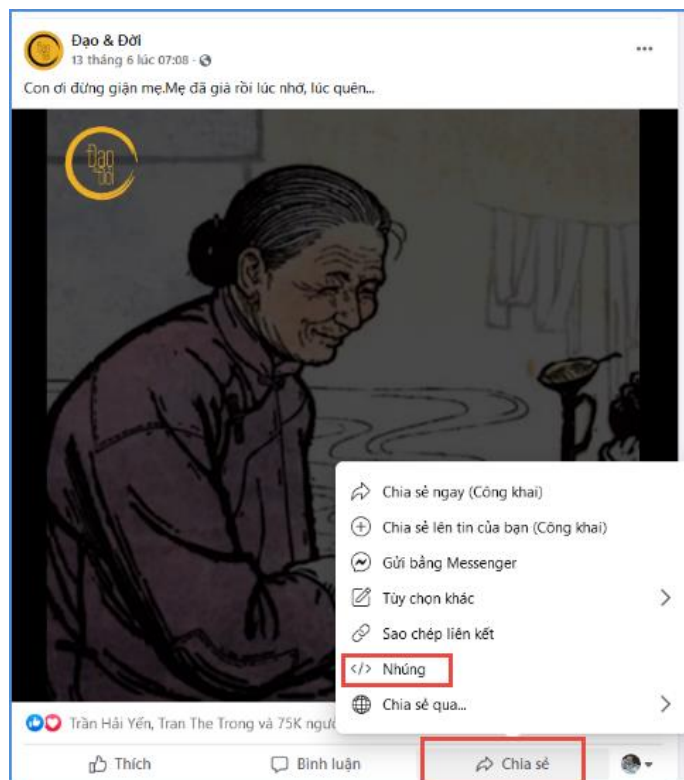 Đạo & Đời
13 tháng 6 lúc 07:08 ·
Con ơi đừng giận mẹ.Mẹ đã già rồi lúc nhớ, lúc quên...
Đạo
Đời
Chia sẻ ngay (Công khai)
Chia sẻ lên tin của bạn (Công khai)
Gửi bằng Messenger
Tùy chọn khác
Sao chép liên kết
</> Nhúng
Chia sẻ qua...
Trần Hải Yến, Tran The Trong và 75K ngư
Thích
Bình luận
Chia sẻ